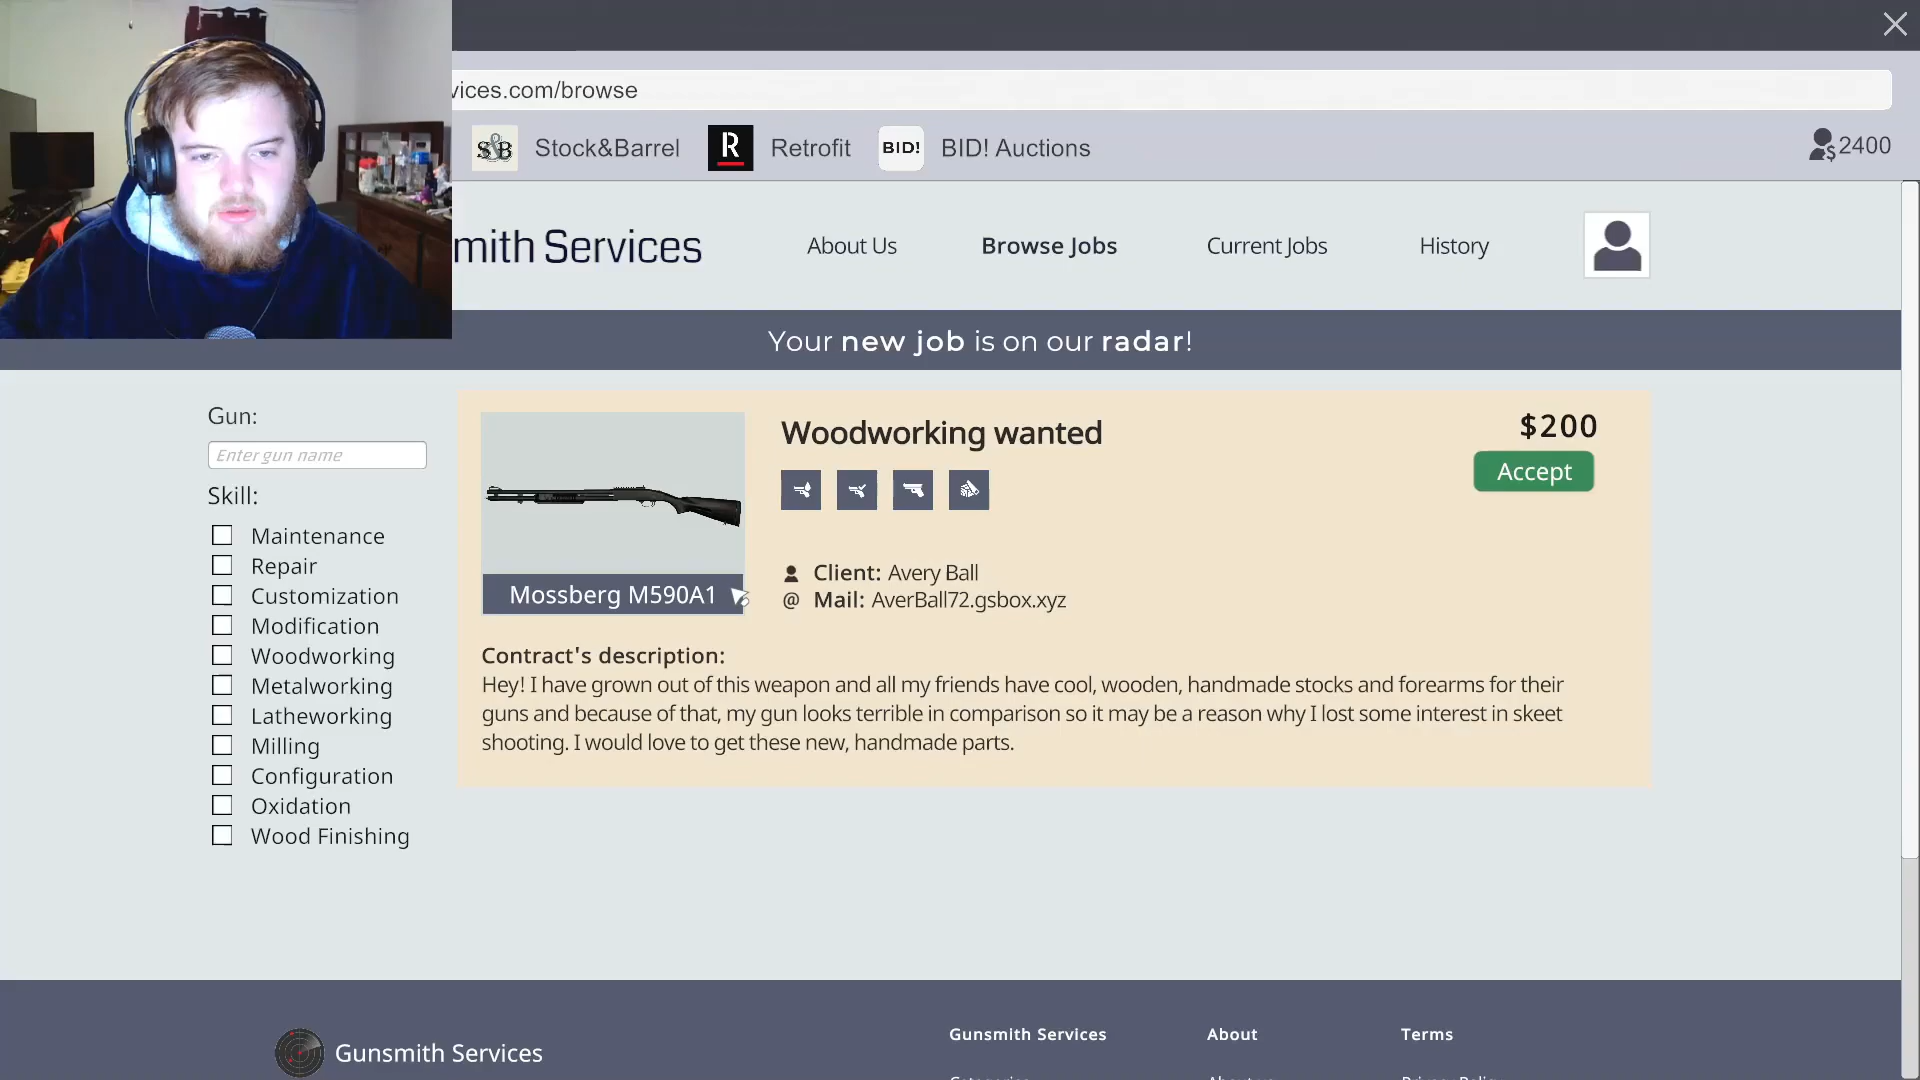 vices.com/browse
S&B Stock&Barrel R Retrofit BID! BID! Auctions $ 2400
mith Services About Us Browse Jobs Current Jobs History
Your new job is on our radar!
Gun:
Enter gun name
Skill:
Maintenance
Repair
Customization
Modification
Woodworking
Metalworking
Latheworking
Milling
Configuration
Oxidation
Wood Finishing
Woodworking wanted
$200
Accept
Mossberg M590A1
Client: Avery Ball
@ Mail: AverBall72.gsbox.xyz
Contract's description:
Hey! I have grown out of this weapon and all my friends have cool, wooden, handmade stocks and forearms for their
guns and because of that, my gun looks terrible in comparison so it may be a reason why I lost some interest in skeet
shooting. I would love to get these new, handmade parts.
Gunsmith Services
Gunsmith Services About Terms